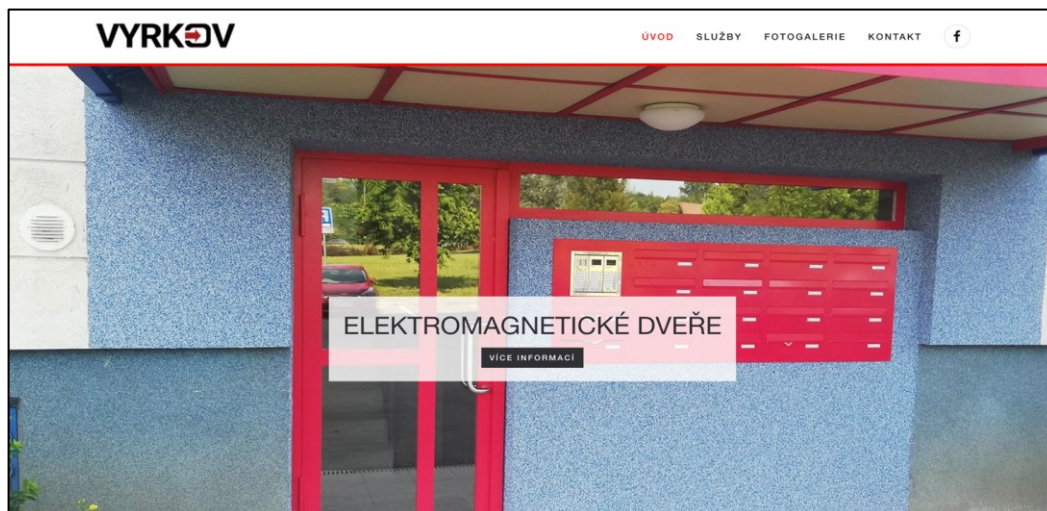 VYRKOV
ÚVOD SLUŽBY FOTOGALERIE KONTAKT f
ELEKTROMAGNETICKÉ DVEŘE
VÍCE INFORMACÍ